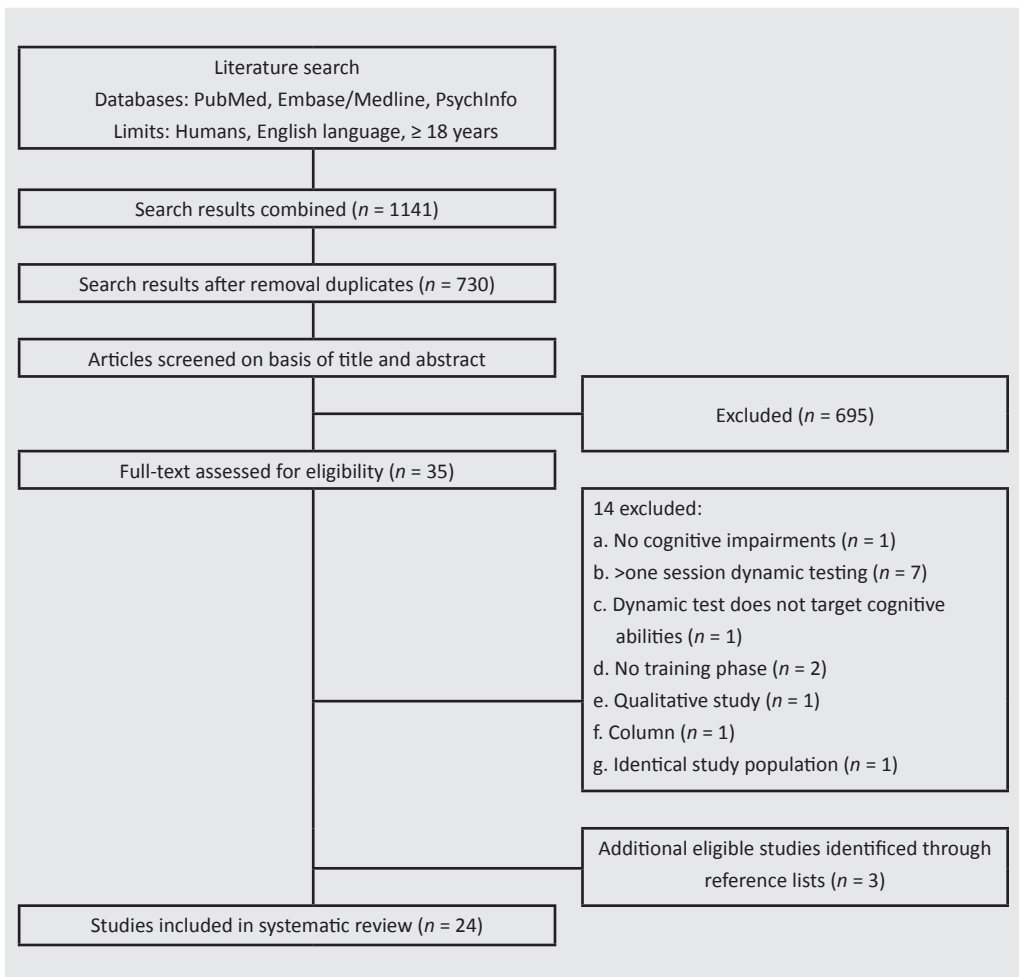 Literature search
Databases: PubMed, Embase/Medline, PsychInfo
Limits: Humans, English language, ≥ 18 years
Search results combined (n = 1141)
Search results after removal duplicates (n = 730)
Articles screened on basis of title and abstract
Excluded (n = 695)
Full-text assessed for eligibility (n = 35)
14 excluded:
a. No cognitive impairments (n = 1)
b. >one session dynamic testing (n = 7)
c. Dynamic test does not target cognitive
abilities (n = 1)
d. No training phase (n = 2)
e. Qualitative study (n = 1)
f. Column (n = 1)
g. Identical study population (n = 1)
Additional eligible studies identificed through
reference lists (n = 3)
Studies included in systematic review (n = 24)